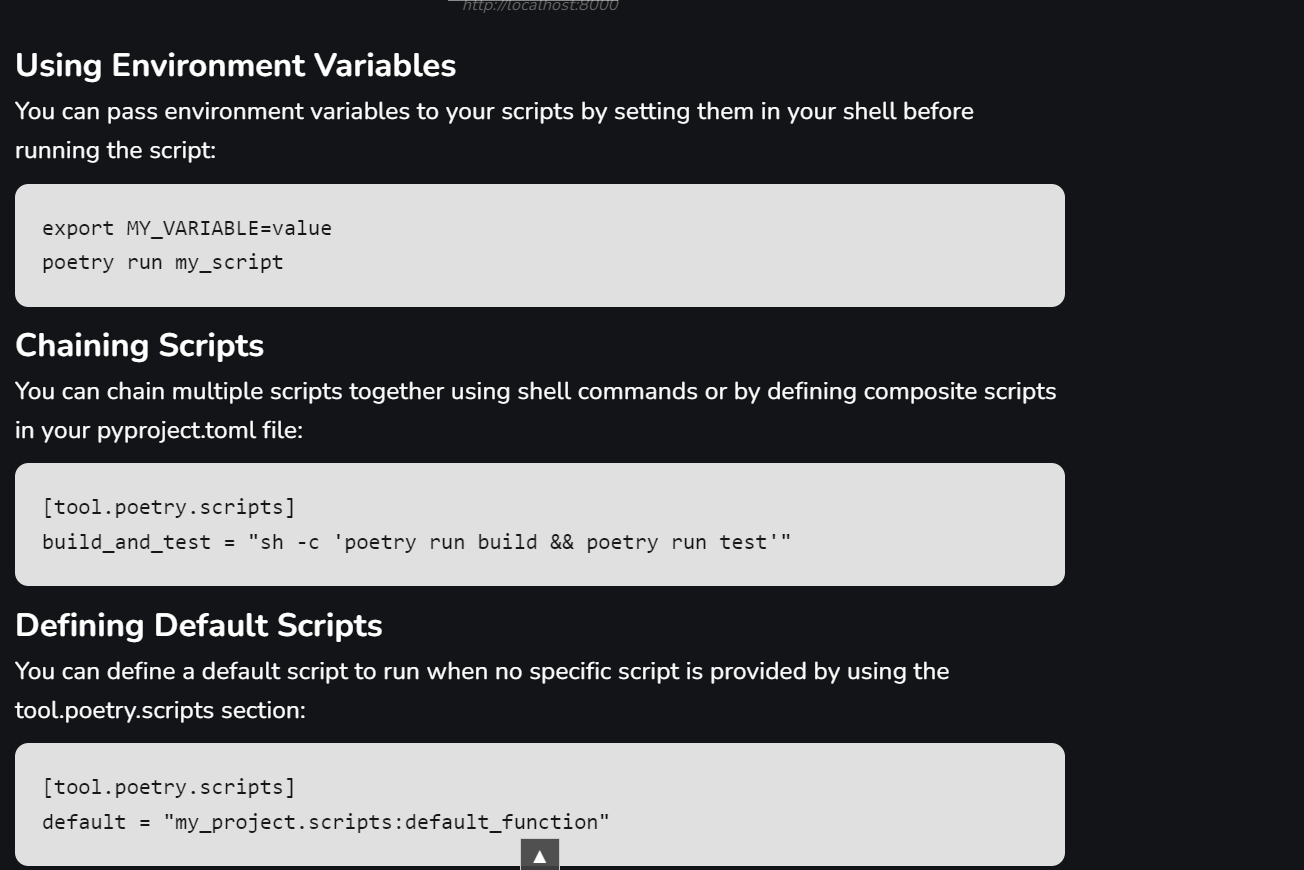 http://localhost:8000
Using Environment Variables
You can pass environment variables to your scripts by setting them in your shell before
running the script:
export MY_VARIABLE=value
poetry run my_script
Chaining Scripts
You can chain multiple scripts together using shell commands or by defining composite scripts
in your pyproject.toml file:
[tool.poetry.scripts]
build_and_test = "sh -c 'poetry run build && poetry run test'"
Defining Default Scripts
You can define a default script to run when no specific script is provided by using the
tool.poetry.scripts section:
[tool.poetry.scripts]
default = "my_project.scripts:default_function"
▲